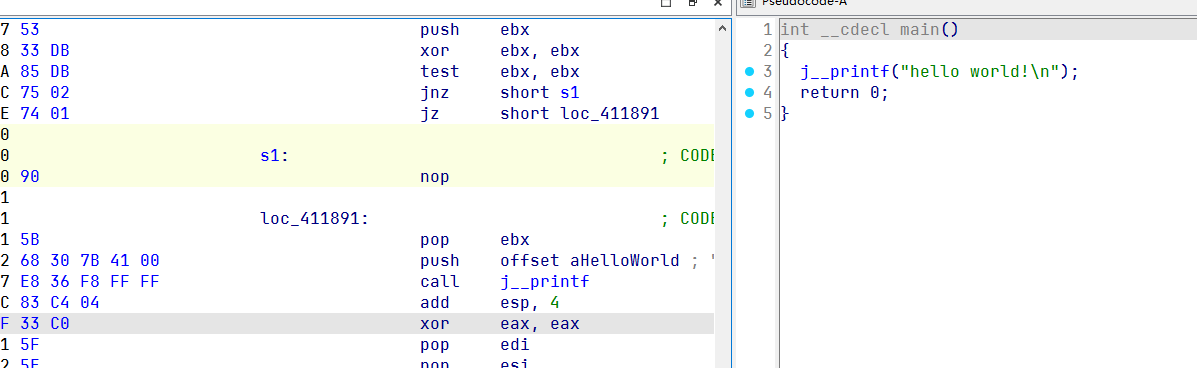 Pseudocode-A
7 53 push ebx
8 33 DB xor ebx, ebx
A 85 DB test ebx, ebx
C 75 02 jnz short s1
E 74 01 jz short loc_411891
0
0 s1: ; CODE
0 90 nop
1
1 loc_411891: ; CODE
1 5B pop ebx
2 68 30 7B 41 00 push offset aHelloWorld ; '
7 E8 36 F8 FF FF call j__printf
C 83 C4 04 add esp, 4
F 33 C0 xor eax, eax
1 5F pop edi
2 5E pop esi
1 int __cdecl main()
2 {
3 j__printf("hello world!\n");
4 return 0;
5 }